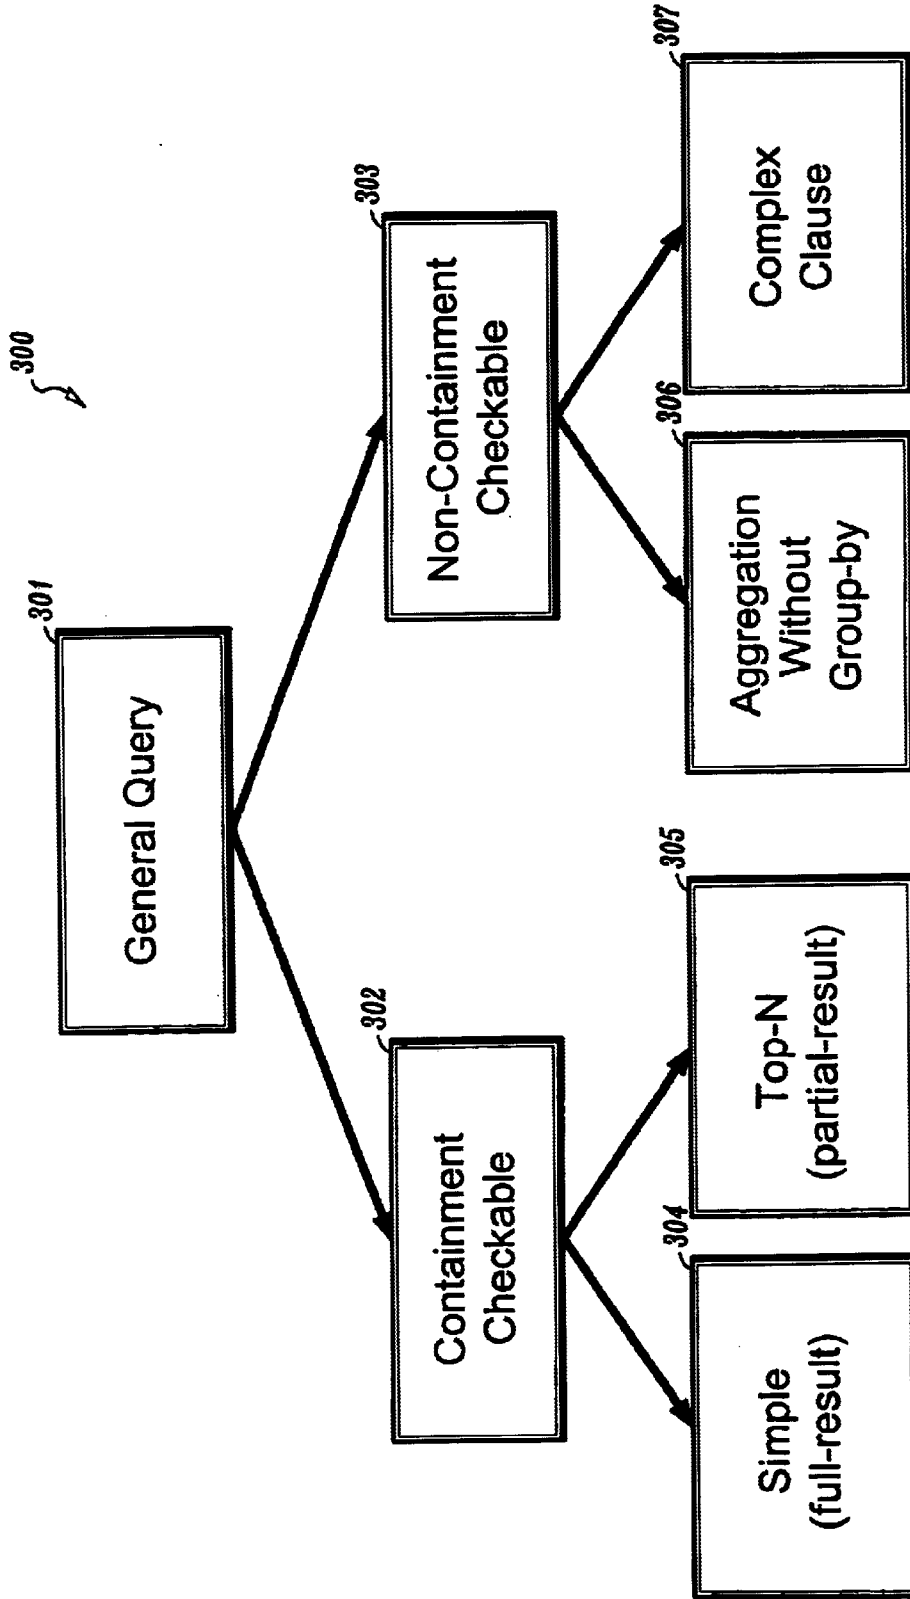 300
301
General Query
302
Containment
Checkable
303
Non-Containment
Checkable
304
Simple
(full-result)
305
Top-N
(partial-result)
306
Aggregation
Without
Group-by
307
Complex
Clause